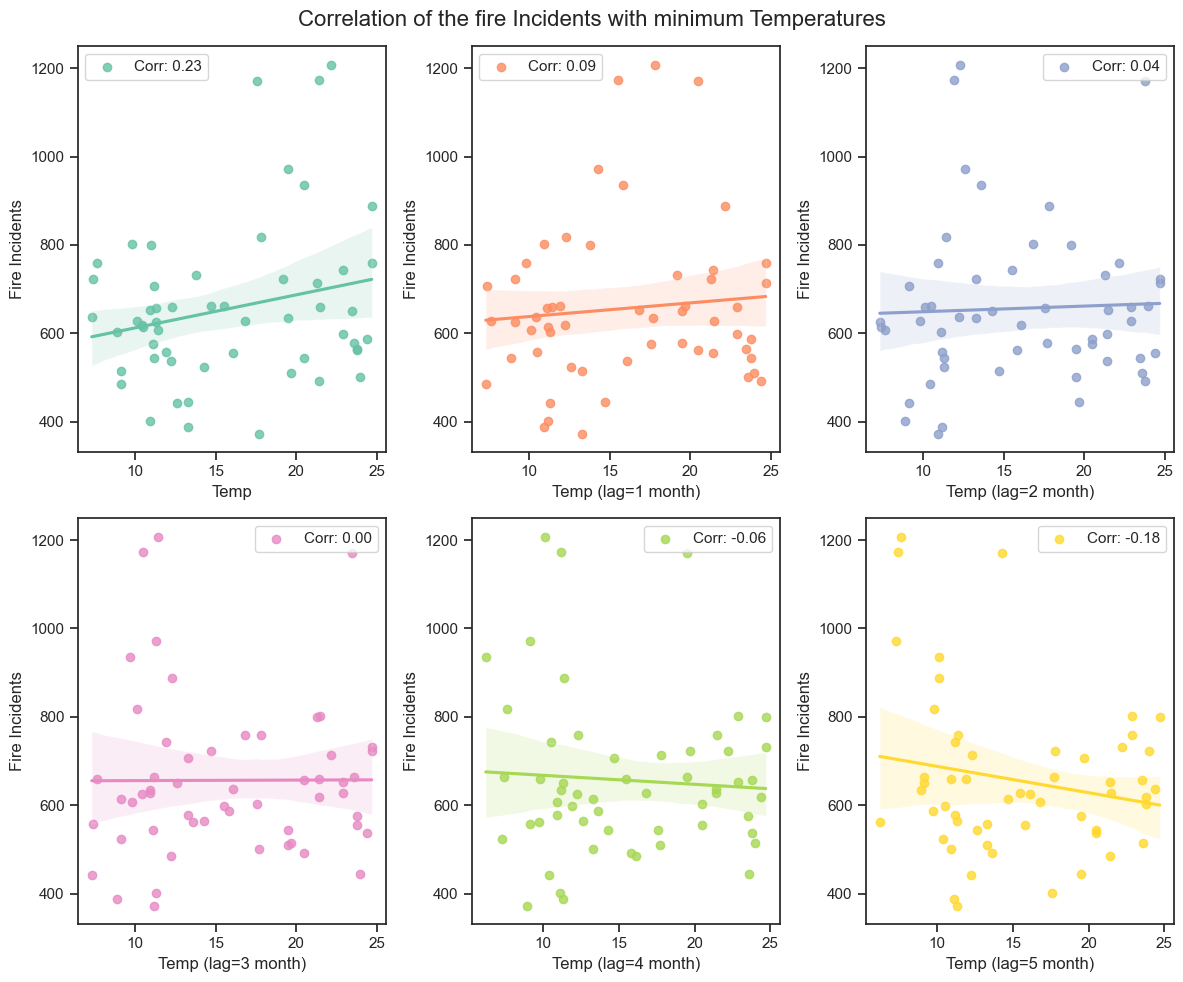 Correlation of the fire Incidents with minimum Temperatures
Corr: 0.23
1200
1000
800
600
400
Fire Incidents
10 15 20 25
Temp
Corr: 0.09
1200
1000
800
600
400
Fire Incidents
10 15 20 25
Temp (lag=1 month)
Corr: 0.04
1200
1000
800
600
400
Fire Incidents
10 15 20 25
Temp (lag=2 month)
Corr: 0.00
1200
1000
800
600
400
Fire Incidents
10 15 20 25
Temp (lag=3 month)
Corr: -0.06
1200
1000
800
600
400
Fire Incidents
10 15 20 25
Temp (lag=4 month)
Corr: -0.18
1200
1000
800
600
400
Fire Incidents
10 15 20 25
Temp (lag=5 month)